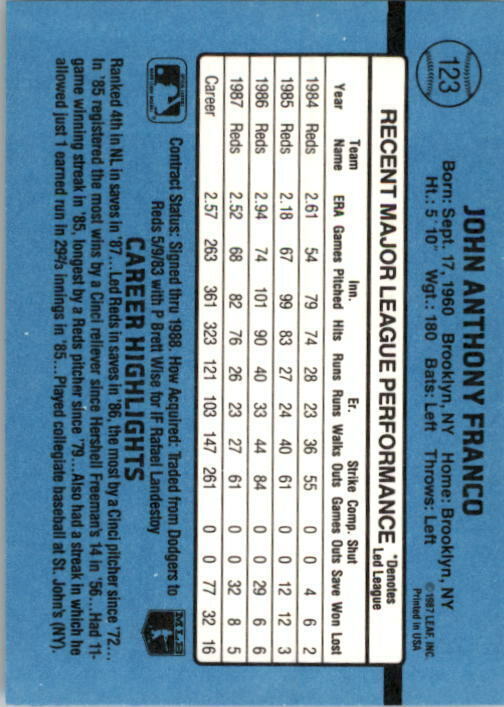 123
JOHN ANTHONY FRANCO
Born: Sept. 17, 1960 Brooklyn, NY Home: Brooklyn, NY
Ht.: 5' 10" Wgt.: 180 Bats: Left Throws: Left
©1987 LEAF, INC.
Printed in USA
RECENT MAJOR LEAGUE PERFORMANCE
*Denotes
Led League
Inn. Er. Strike Comp. Shut
Year Team Name ERA Games Pitched Hits Runs Runs Walks Outs Games Outs Save Won Lost
1984 Reds 2.61 54 79 74 28 23 36 55 0 0 4 6 2
1985 Reds 2.18 67 99 83 27 24 40 61 0 0 12 12 3
1986 Reds 2.94 74 101 90 40 33 44 84 0 0 29 6 6
1987 Reds 2.52 68 82 76 26 23 27 61 0 0 32 8 5
Career 2.57 263 361 323 121 103 147 261 0 0 77 32 16
Contract Status: Signed thru 1988 How Acquired: Traded from Dodgers to
Reds 5/9/83 with P Brett Wise for IF Rafael Landestoy
MLB
CAREER HIGHLIGHTS
Ranked 4th in NL in saves in '87...Led Reds in saves in '86, the most by a Cinci pitcher since '72...
In '85 registered the most wins by a Cinci reliever since Hershell Freeman's 14 in '56...Had 11-
game winning streak in '85, longest by a Reds pitcher since '79...Also had a streak in which he
allowed just 1 earned run in 29⅔ innings in '85...Played collegiate baseball at St. John's (NY).